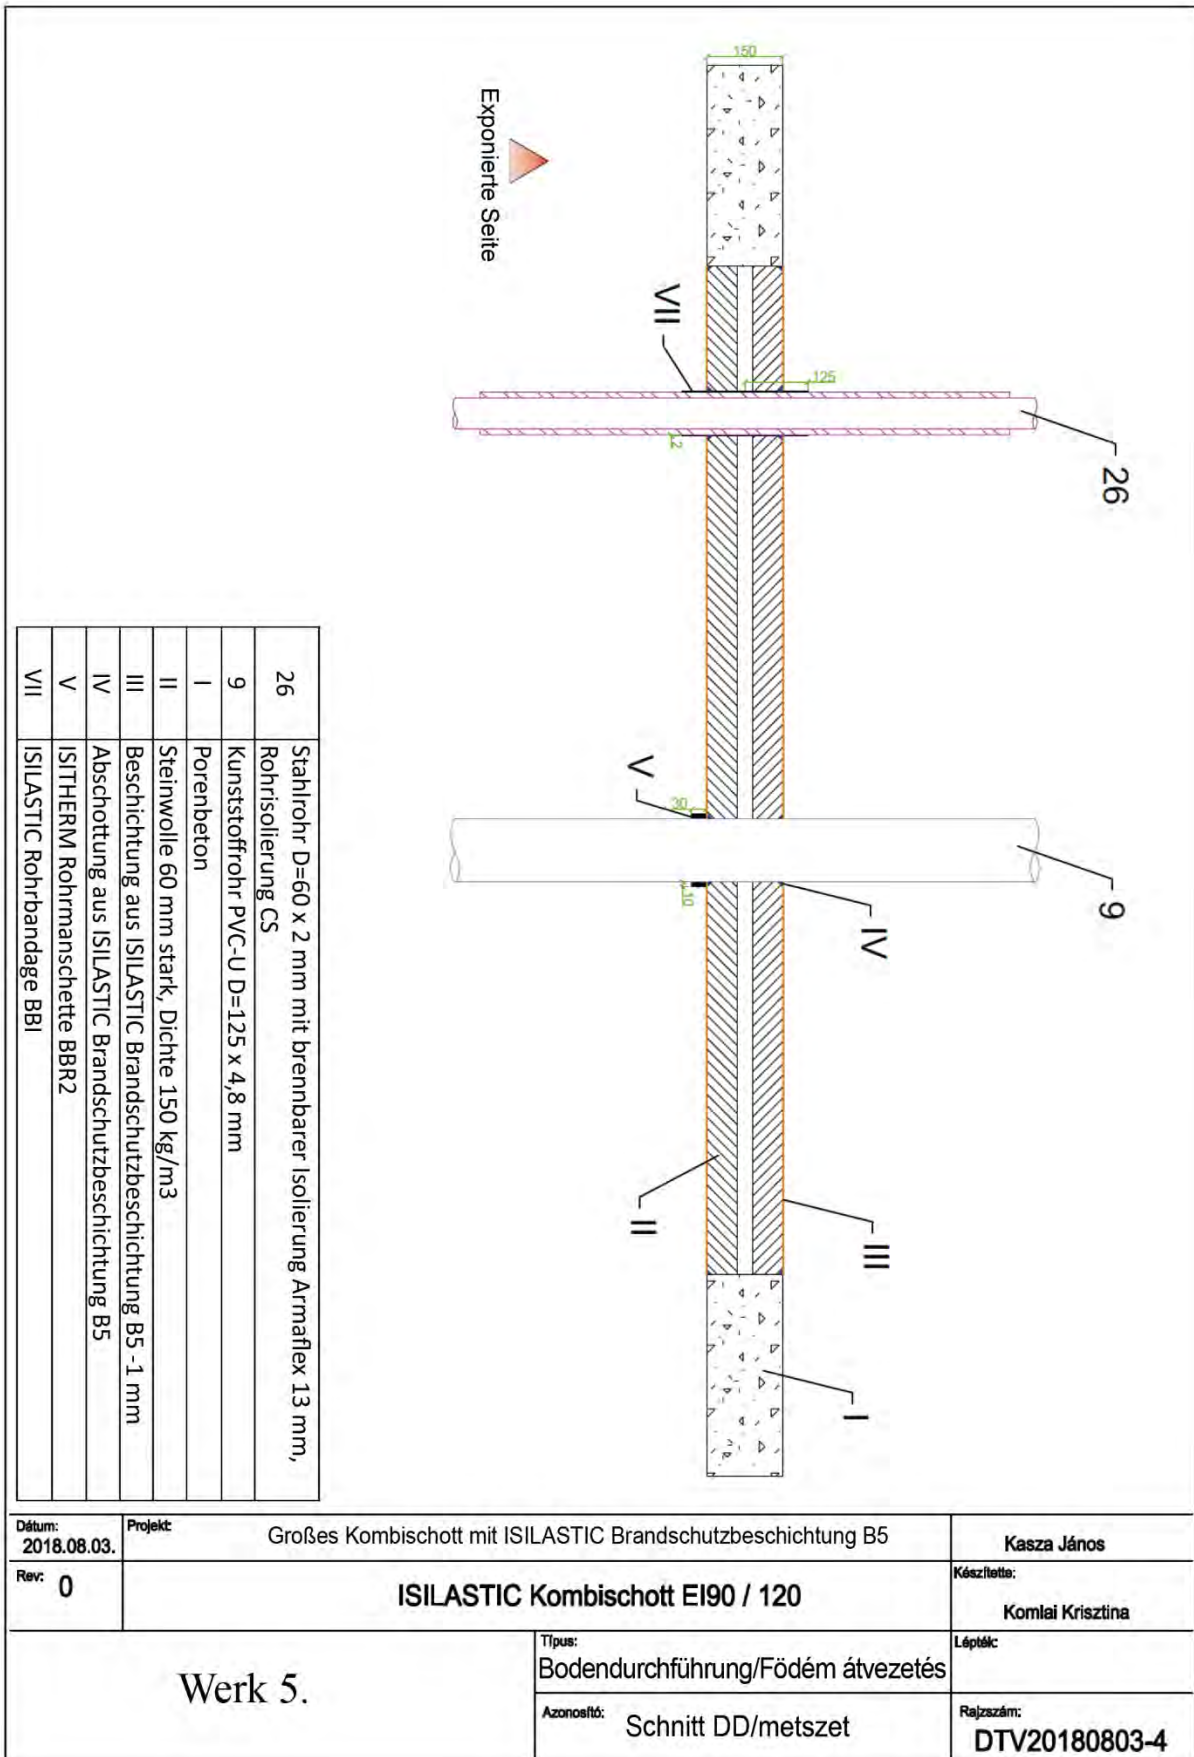 150
Exponierte Seite
VII
125
2
26
V
30
10
9
IV
II
III
I
26 Stahlrohr D=60 x 2 mm mit brennbarer Isolierung Armaflex 13 mm,
Rohrisolierung CS
9 Kunststoffrohr PVC-U D=125 x 4,8 mm
I Porenbeton
II Steinwolle 60 mm stark, Dichte 150 kg/m3
III Beschichtung aus ISILASTIC Brandschutzbeschichtung B5 -1 mm
IV Abschottung aus ISILASTIC Brandschutzbeschichtung B5
V ISITHERM Rohrmanschette BBR2
VII ISILASTIC Rohrbandage BBI
Dátum:
2018.08.03.
Projekt:
Großes Kombischott mit ISILASTIC Brandschutzbeschichtung B5
Kasza János
Rev: 0
ISILASTIC Kombischott EI90 / 120
Készítette:
Komlai Krisztina
Werk 5.
Típus:
Bodendurchführung/Födém átvezetés
Lépték:
Azonosító:
Schnitt DD/metszet
Rajzszám:
DTV20180803-4